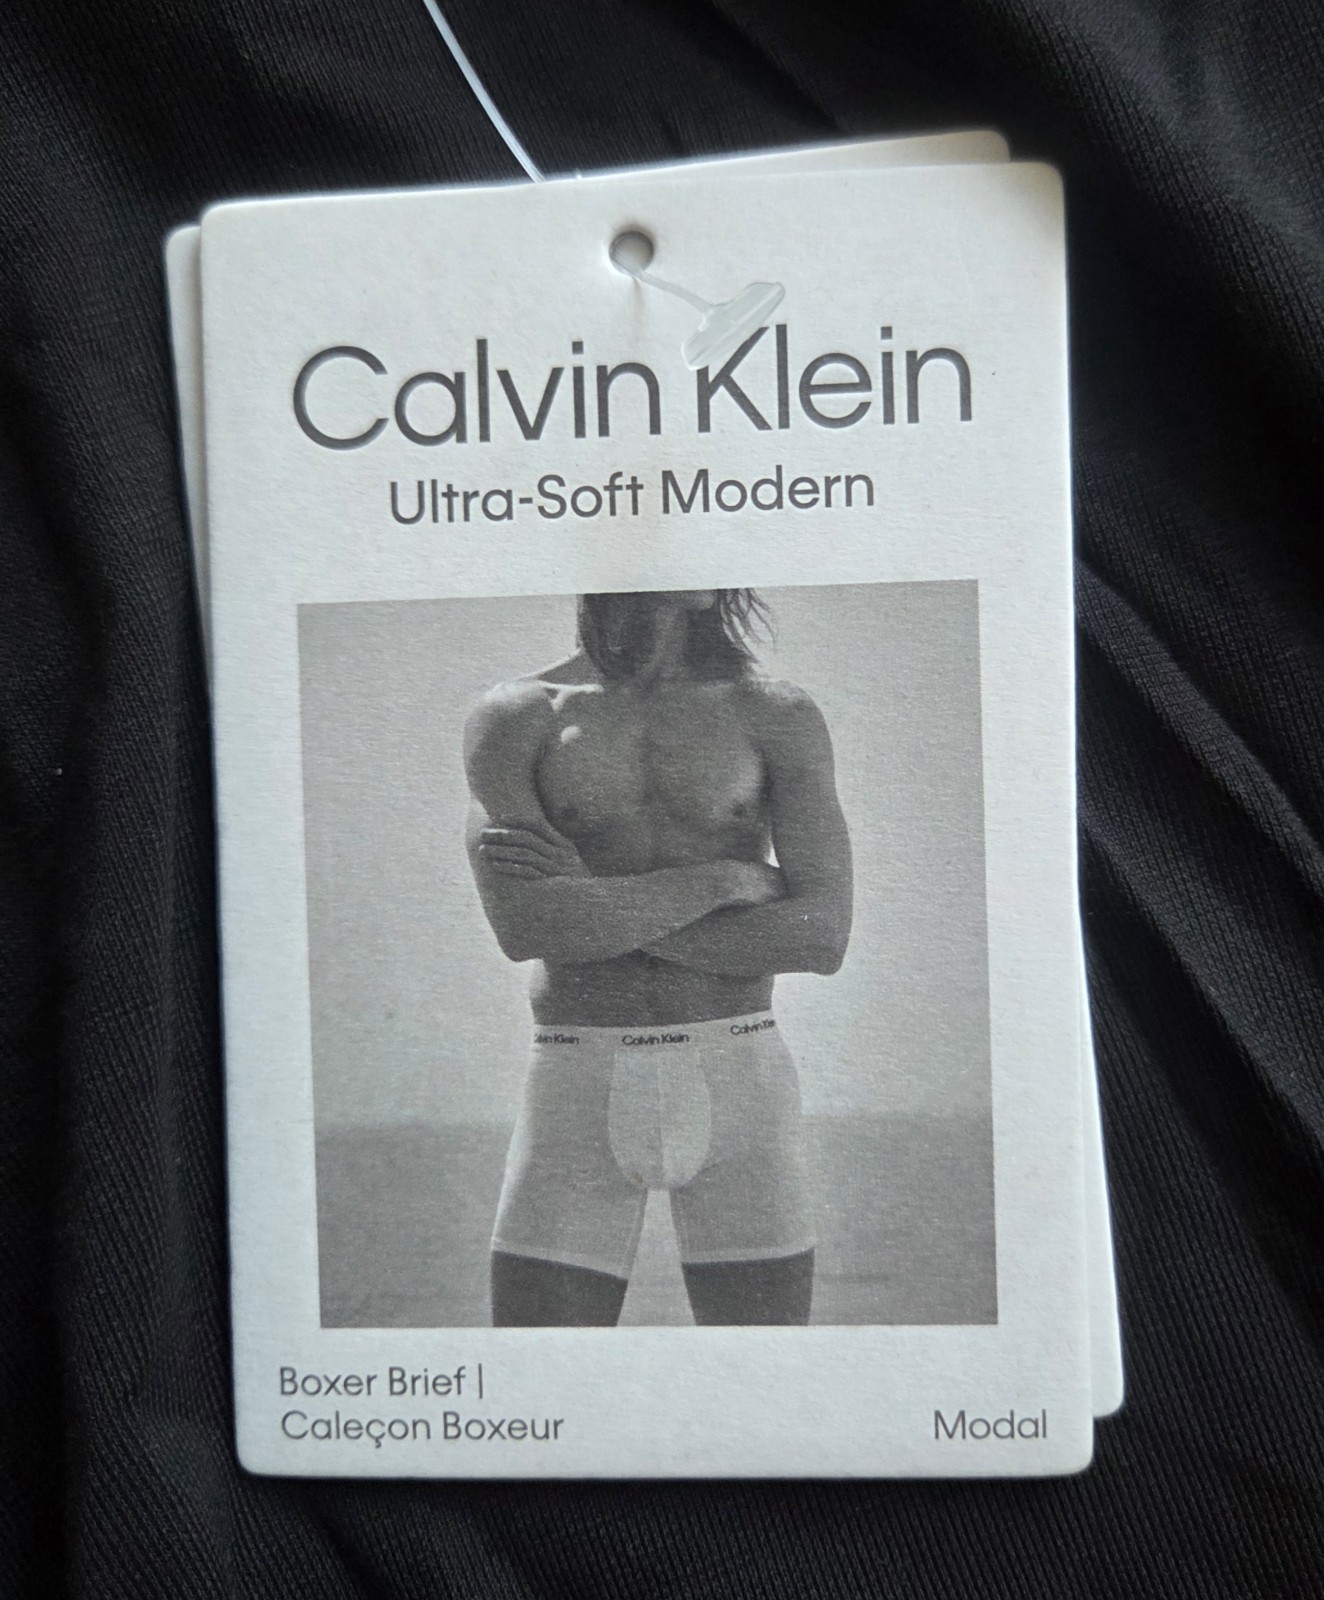 Calvin Klein
Ultra-Soft Modern
Calvin Klein Calvin Klein Calvin Klein
Boxer Brief |
Caleçon Boxeur
Modal